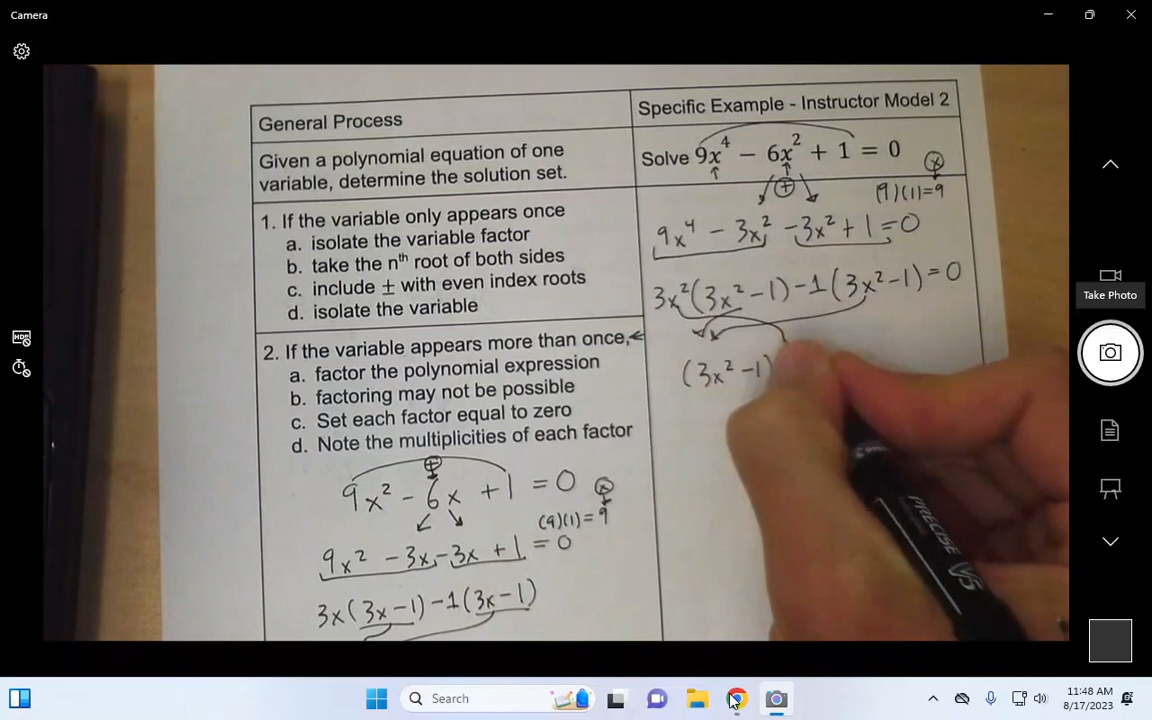 Camera
General Process
Specific Example - Instructor Model 2
Given a polynomial equation of one
variable, determine the solution set.
Solve 9x⁴ − 6x² + 1 = 0
⊕
ⓧ
(9)(1)=9
1. If the variable only appears once
a. isolate the variable factor
b. take the nᵗʰ root of both sides
c. include ± with even index roots
d. isolate the variable
9x⁴ − 3x² − 3x² + 1 = 0
3x²(3x² − 1) − 1(3x² − 1) = 0
(3x² − 1)
2. If the variable appears more than once,
a. factor the polynomial expression
b. factoring may not be possible
c. Set each factor equal to zero
d. Note the multiplicities of each factor
⊕
9x² − 6x + 1 = 0
ⓧ
(9)(1)=9
9x² − 3x − 3x + 1 = 0
3x(3x − 1) − 1(3x − 1)
PRECISE V5
Take Photo
HDR
Search
11:48 AM
8/17/2023